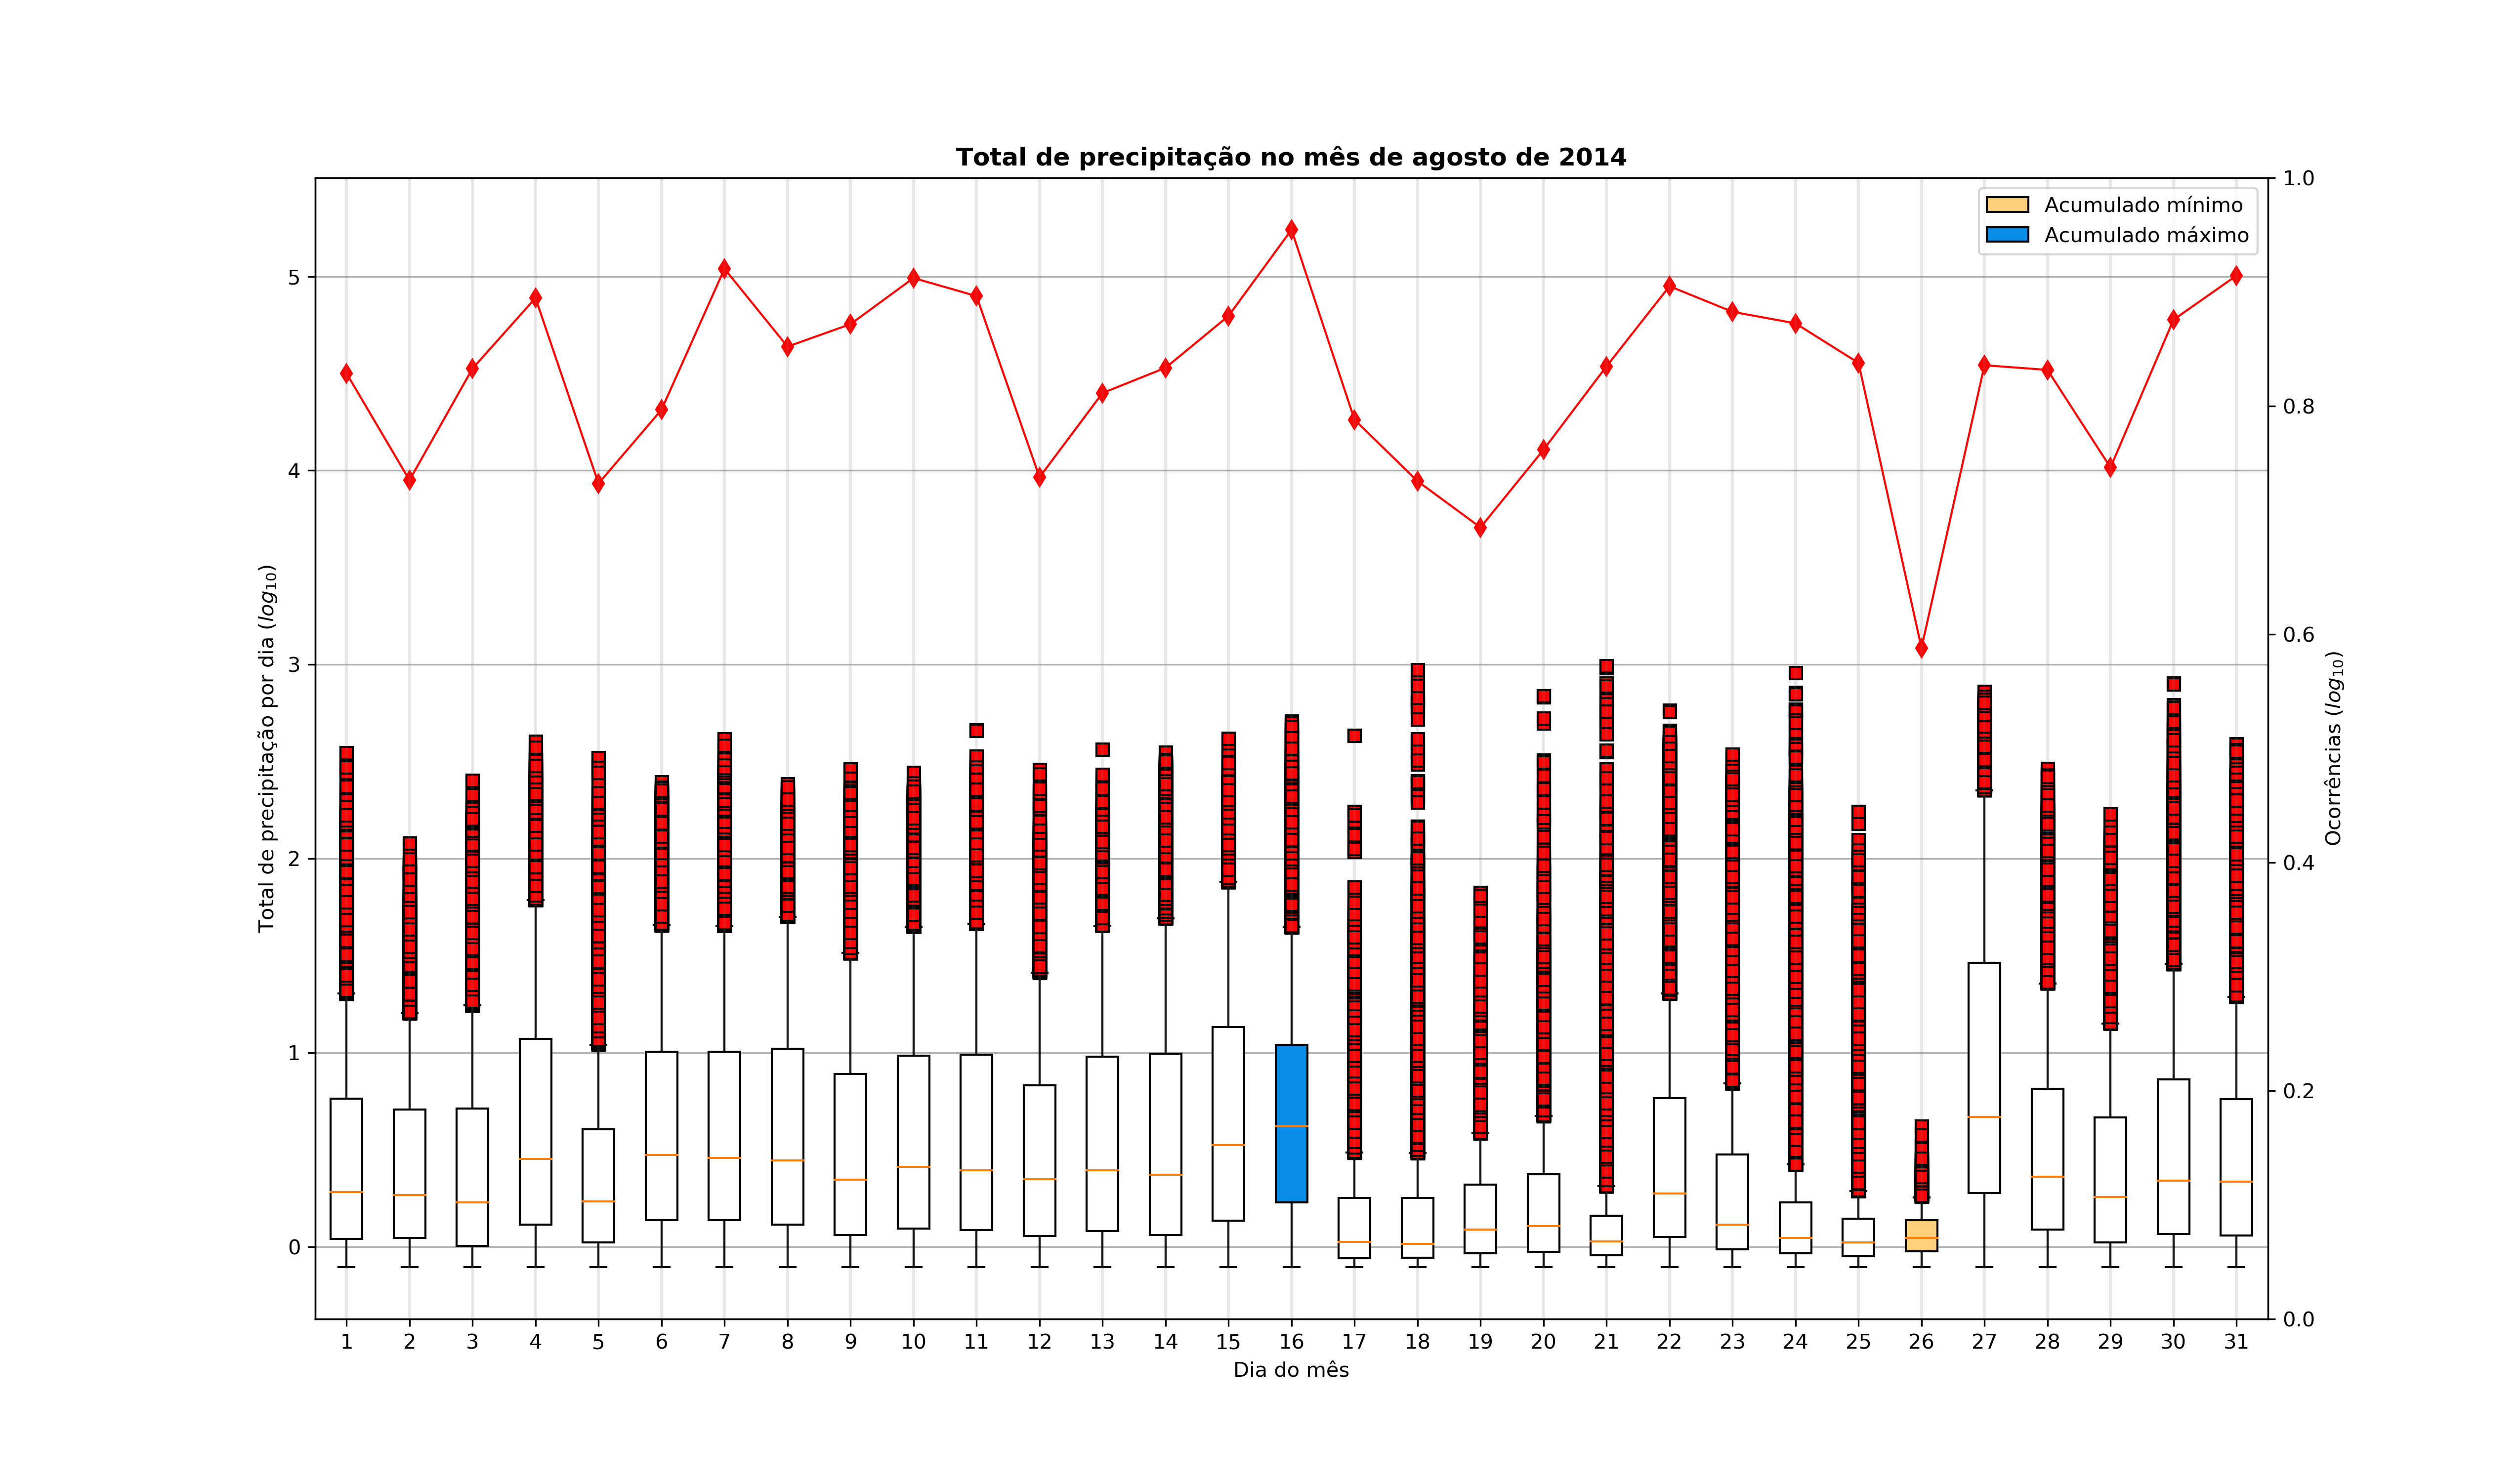 Total de precipitação no mês de agosto de 2014
Acumulado mínimo
Acumulado máximo
Total de precipitação por dia (log₁₀)
5
4
3
2
1
0
1.0
0.8
0.6
0.4
0.2
0.0
Ocorrências (log₁₀)
1 2 3 4 5 6 7 8 9 10 11 12 13 14 15 16 17 18 19 20 21 22 23 24 25 26 27 28 29 30 31
Dia do mês